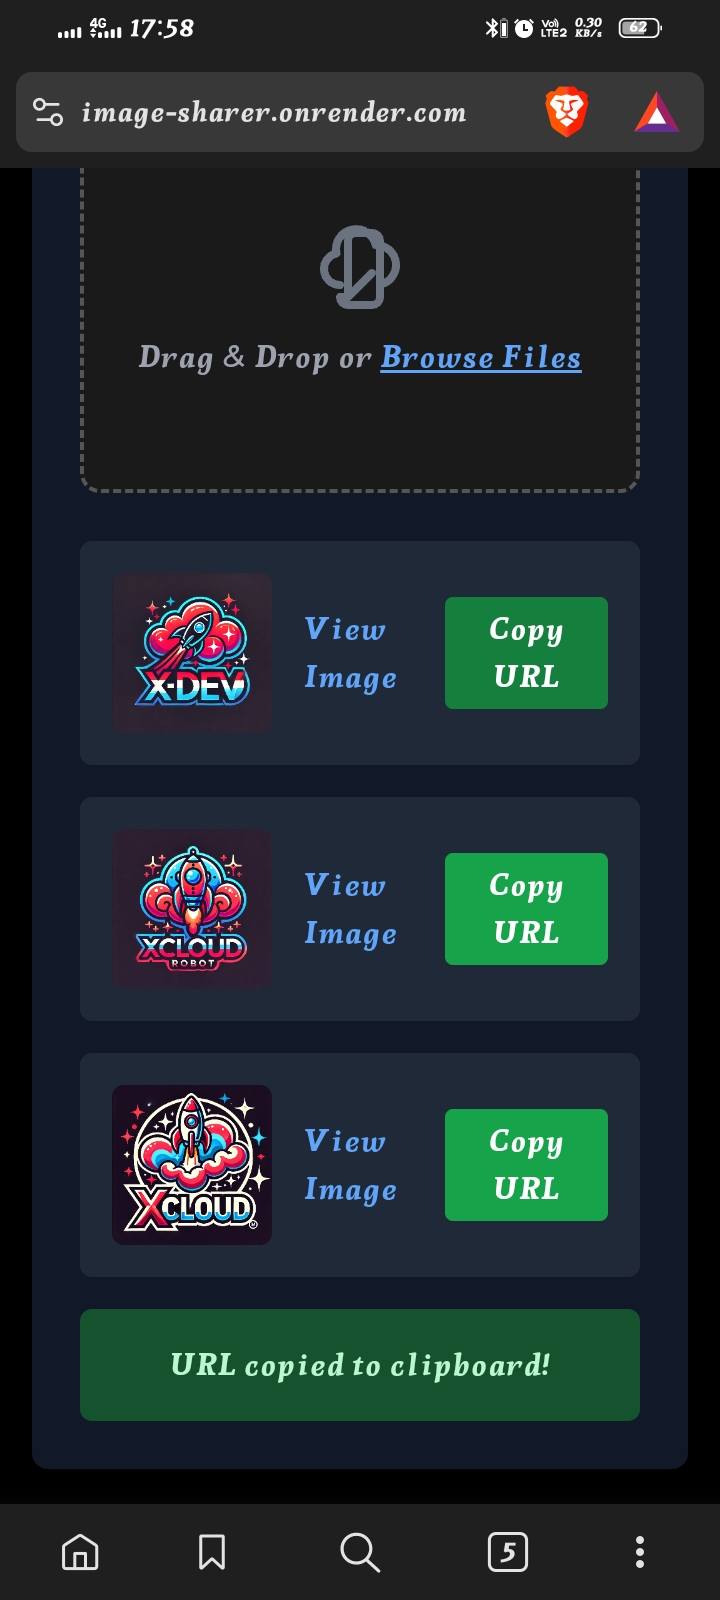 4G 17:58 Vo) LTE2 0.30 KB/s 62
image-sharer.onrender.com
Drag & Drop or Browse Files
X-DEV
View
Image
Copy
URL
XCLOUD
ROBOT
View
Image
Copy
URL
XCLOUD
View
Image
Copy
URL
URL copied to clipboard!
5